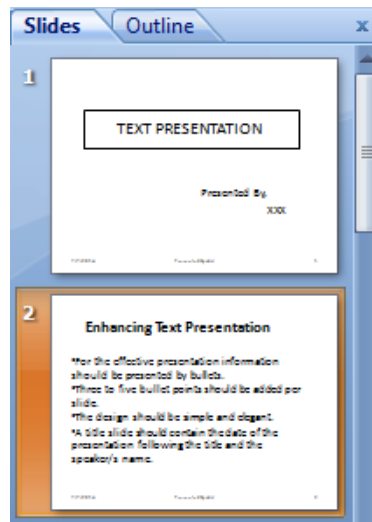 Slides Outline x
1
TEXT PRESENTATION
Presented By,
XXX
1
2
Enhancing Text Presentation
*For the effective presentation information
should be presented by bullets.
*Three to five bullet points should be added per
slide.
*The design should be simple and elegant.
*A title slide should contain the date of the
presentation following the title and the
speaker/s name.
2